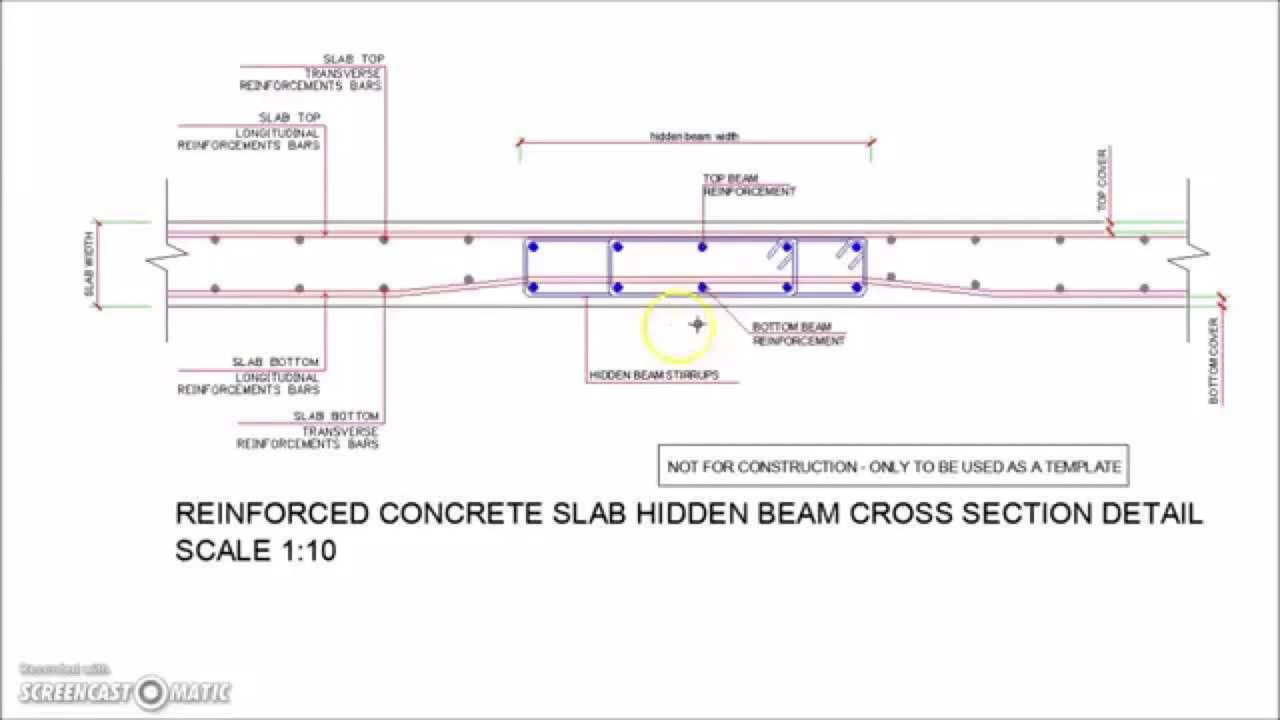 SLAB TOP
TRANSVERSE
REINFORCEMENTS BARS
SLAB TOP
LONGITUDINAL
REINFORCEMENTS BARS
hidden beam width
TOP BEAM
REINFORCEMENT
TOP COVER
SLAB WIDTH
BOTTOM BEAM
REINFORCEMENT
BOTTOM COVER
SLAB BOTTOM
LONGITUDINAL
REINFORCEMENTS BARS
HIDDEN BEAM STIRRUPS
SLAB BOTTOM
TRANSVERSE
REINFORCEMENTS BARS
NOT FOR CONSTRUCTION - ONLY TO BE USED AS A TEMPLATE
REINFORCED CONCRETE SLAB HIDDEN BEAM CROSS SECTION DETAIL
SCALE 1:10
Recorded with
SCREENCAST O MATIC